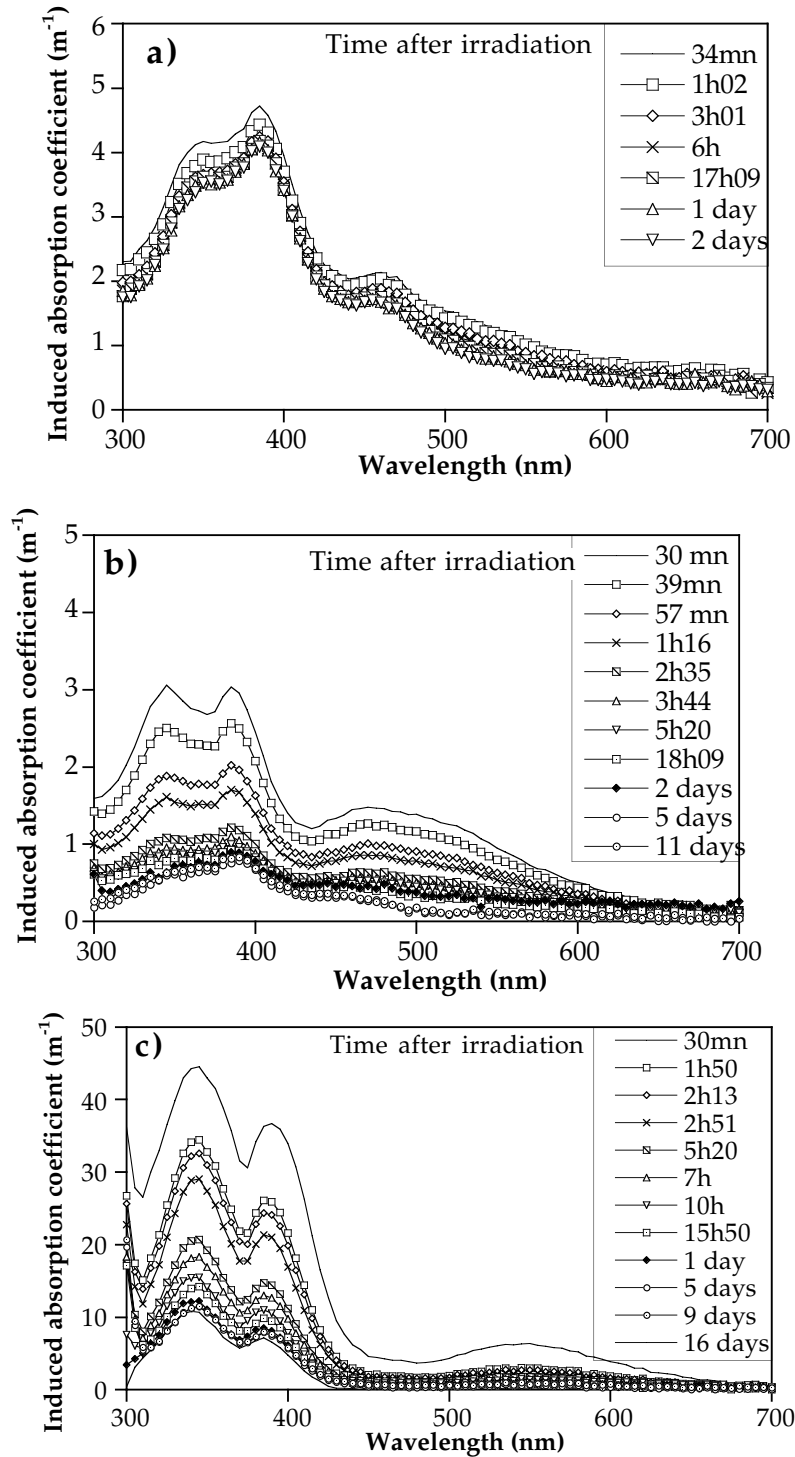 a)
Time after irradiation
34mn
1h02
3h01
6h
17h09
1 day
2 days
Induced absorption coefficient (m⁻¹)
6
5
4
3
2
1
0
300 400 500 600 700
Wavelength (nm)
b)
Time after irradiation
30 mn
39mn
57 mn
1h16
2h35
3h44
5h20
18h09
2 days
5 days
11 days
Induced absorption coefficient (m⁻¹)
5
4
3
2
1
0
300 400 500 600 700
Wavelength (nm)
c)
Time after irradiation
30mn
1h50
2h13
2h51
5h20
7h
10h
15h50
1 day
5 days
9 days
16 days
Induced absorption coefficient (m⁻¹)
50
40
30
20
10
0
300 400 500 600 700
Wavelength (nm)